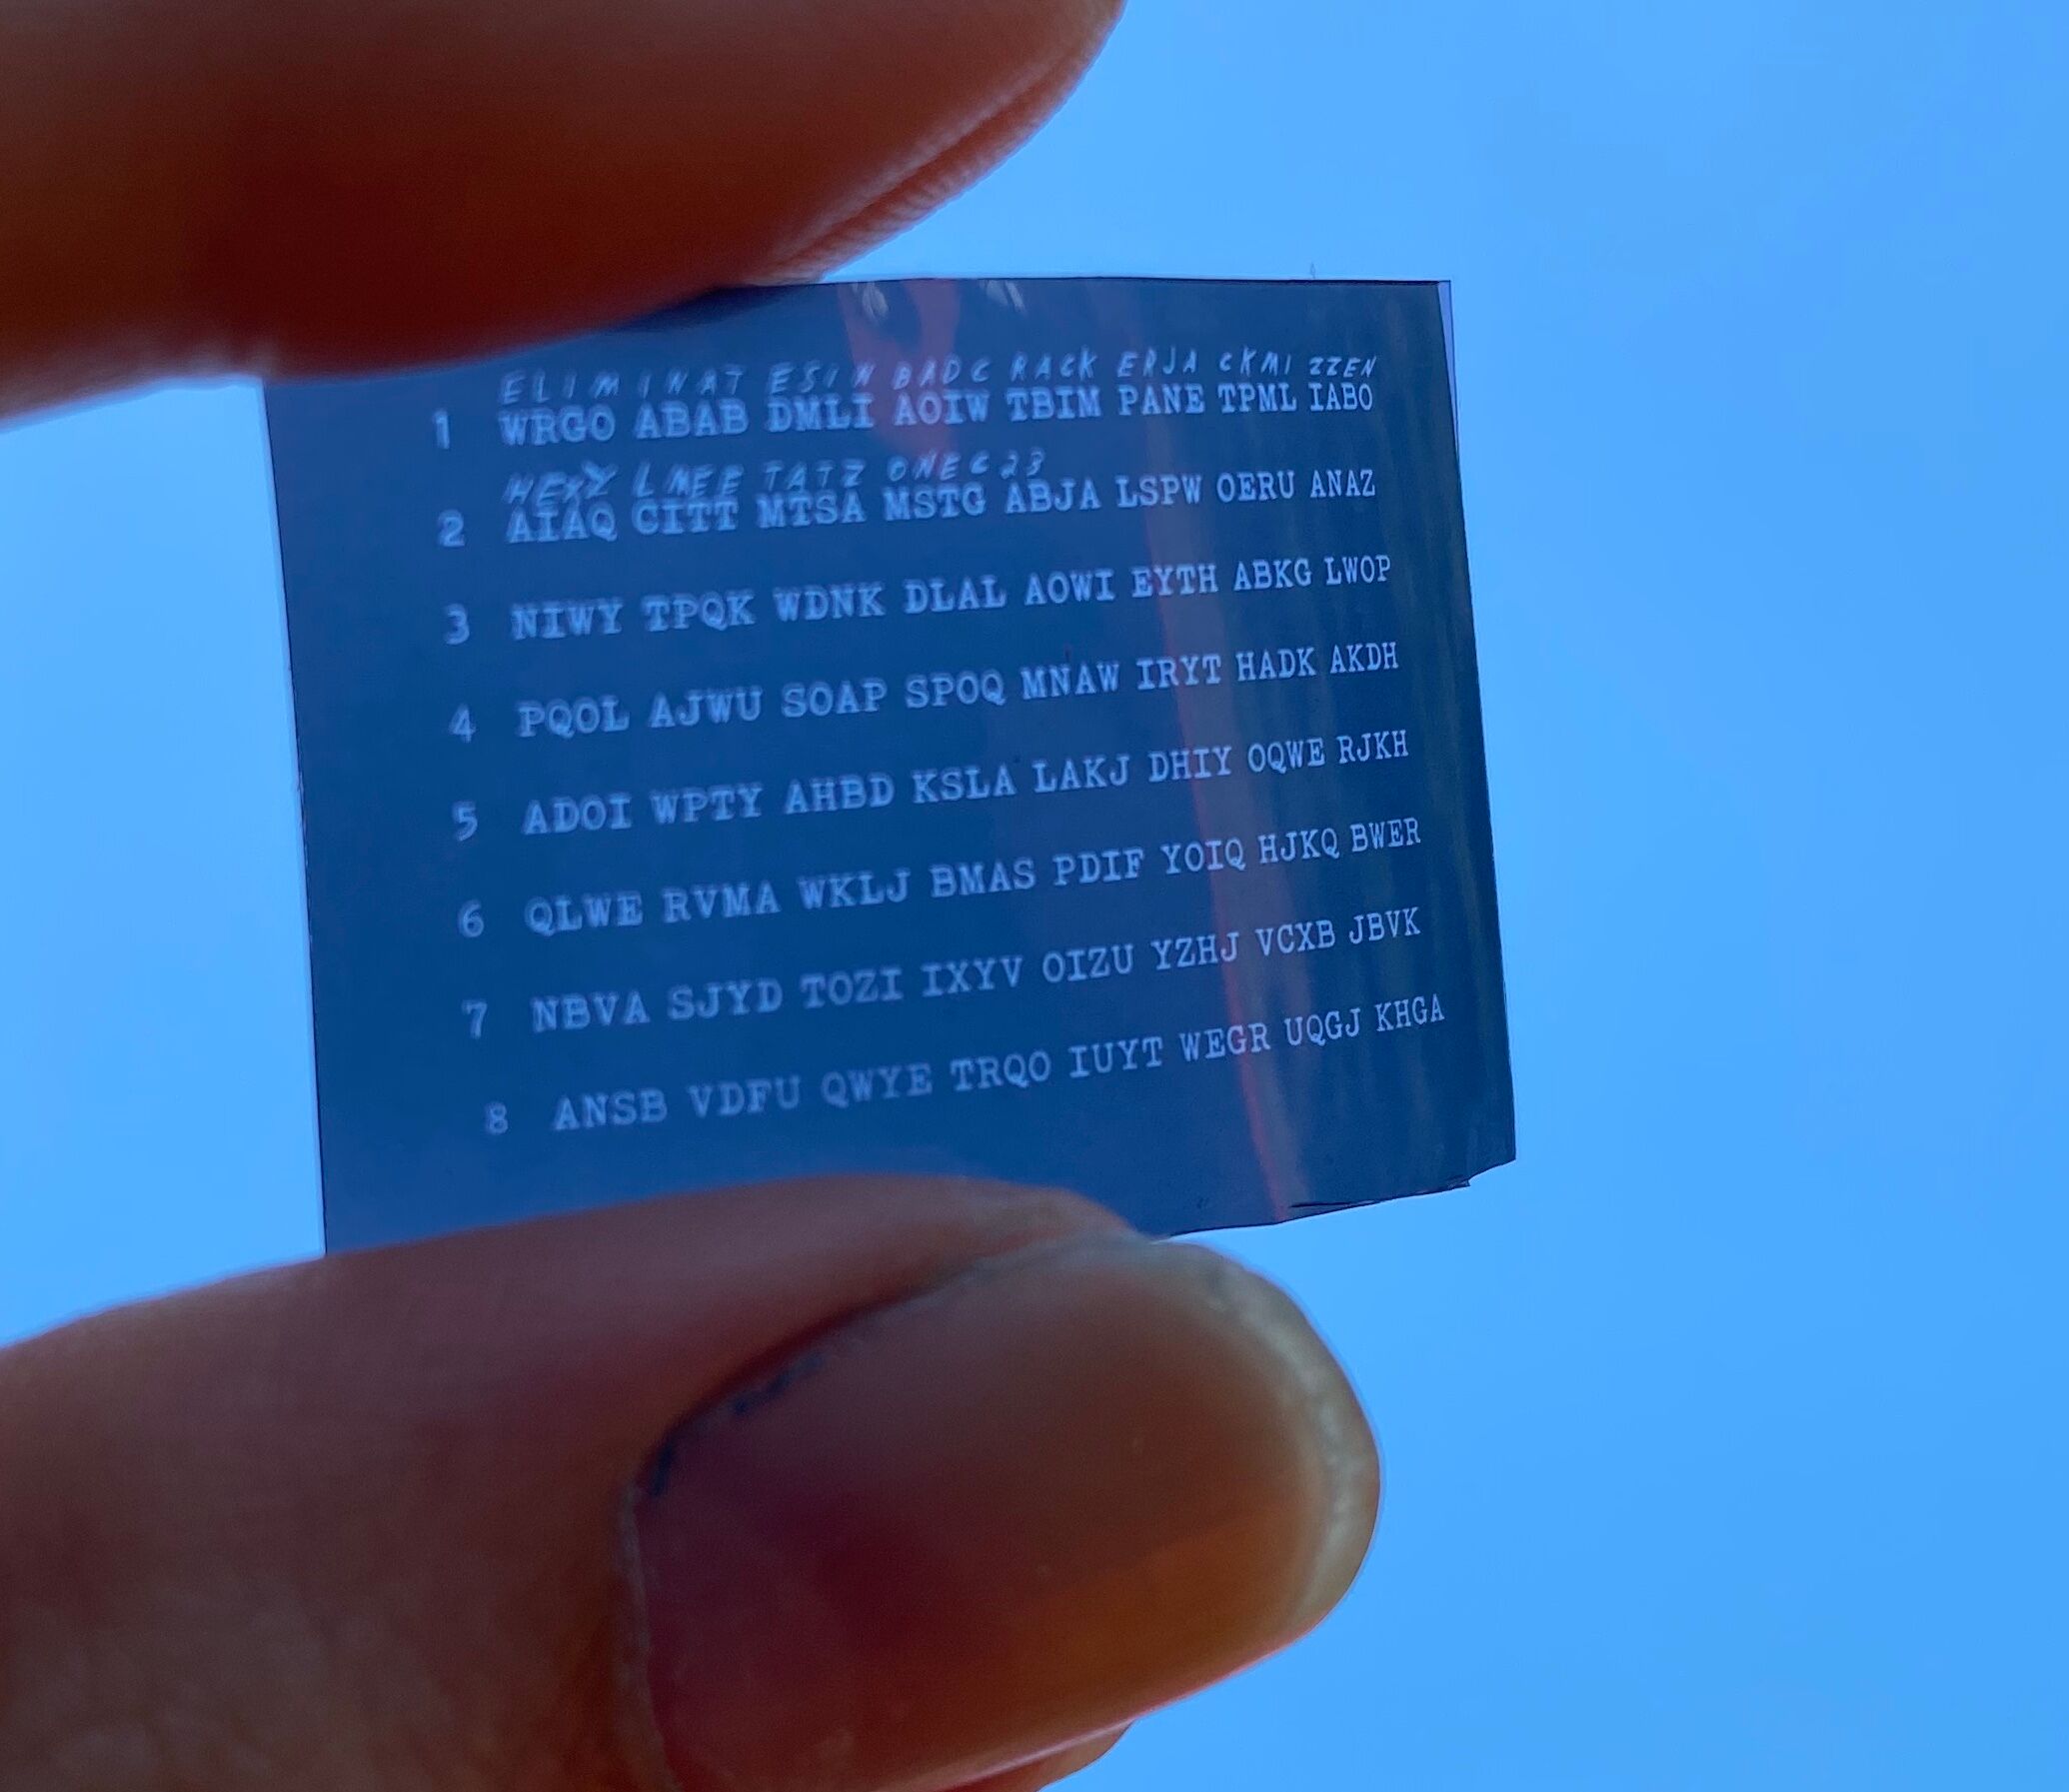 ELIMINAT ESIN BADC RACK ERJA CKMI ZZEN
1 WRGO ABAB DMLI AOIW TBIM PANE TPML IABO
HEXY LNEE TATZ ONEC23
2 AIAQ CITT MTSA MSTG ABJA LSPW OERU ANAZ
3 NIWY TPQK WDNK DLAL AOWI EYTH ABKG LWOP
4 PQOL AJWU SOAP SPOQ MNAW IRYT HADK AKDH
5 ADOI WPTY AHBD KSLA LAKJ DHIY OQWE RJKH
6 QLWE RVMA WKLJ BMAS PDIF YOIQ HJKQ BWER
7 NBVA SJYD TOZI IXYV OIZU YZHJ VCXB JBVK
8 ANSB VDFU QWYE TRQO IUYT WEGR UQGJ KHGA